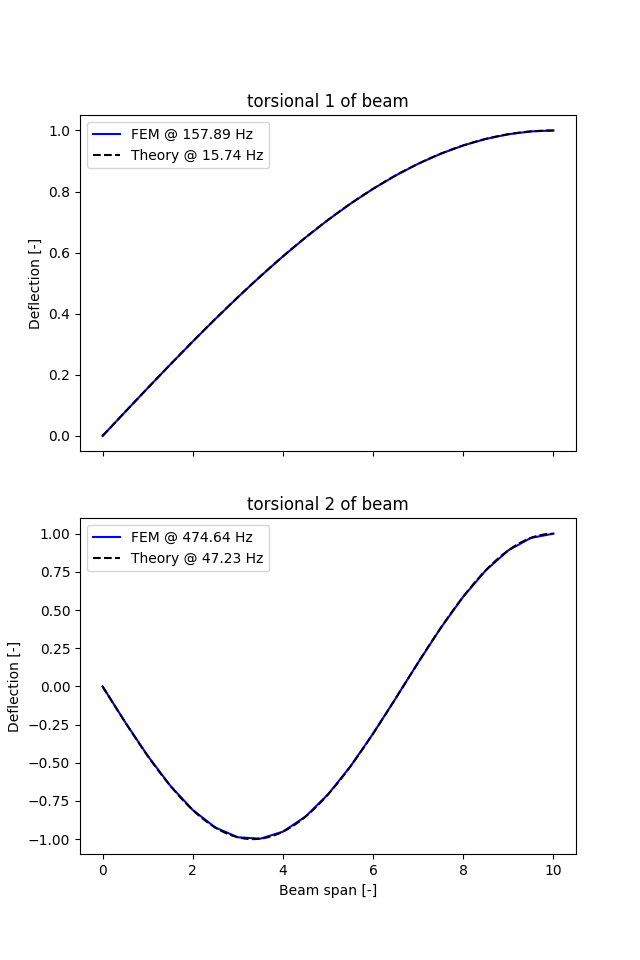 torsional 1 of beam
FEM @ 157.89 Hz
Theory @ 15.74 Hz
1.0
0.8
0.6
0.4
0.2
0.0
Deflection [-]
torsional 2 of beam
FEM @ 474.64 Hz
Theory @ 47.23 Hz
1.00
0.75
0.50
0.25
0.00
−0.25
−0.50
−0.75
−1.00
Deflection [-]
0 2 4 6 8 10
Beam span [-]